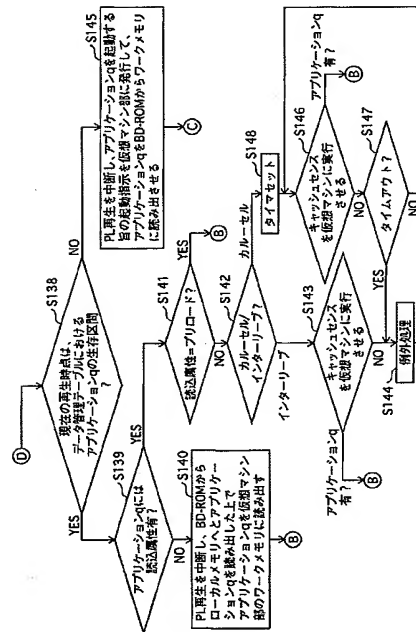 D
S138
現在の再生時点は、
データ管理テーブルにおける
アプリケーションqの生存区間
?
YES
NO
S145
PL再生を中断し、アプリケーションqを起動する
旨の起動指示を仮想マシン部に発行して、
アプリケーションqをBD-ROMからワークメモリ
に読み出させる
C
S139
アプリケーションqには
読込属性有?
YES
NO
S140
PL再生を中断し、BD-ROMから
ローカルメモリへとアプリケー
ションqを読み出した上で
アプリケーションqを仮想マシン
部のワークメモリに読み出す
B
S141
読込属性=プリロード?
YES
B
NO
S142
カルーセル/
インターリーブ?
カルーセル
インターリーブ
S148
タイマセット
S143
キャッシュセンス
を仮想マシンに実行
させる
アプリケーションq
有?
B
NO
S144
例外処理
S146
キャッシュセンス
を仮想マシンに実行
させる
アプリケーションq
有?
B
NO
S147
タイムアウト?
YES
NO